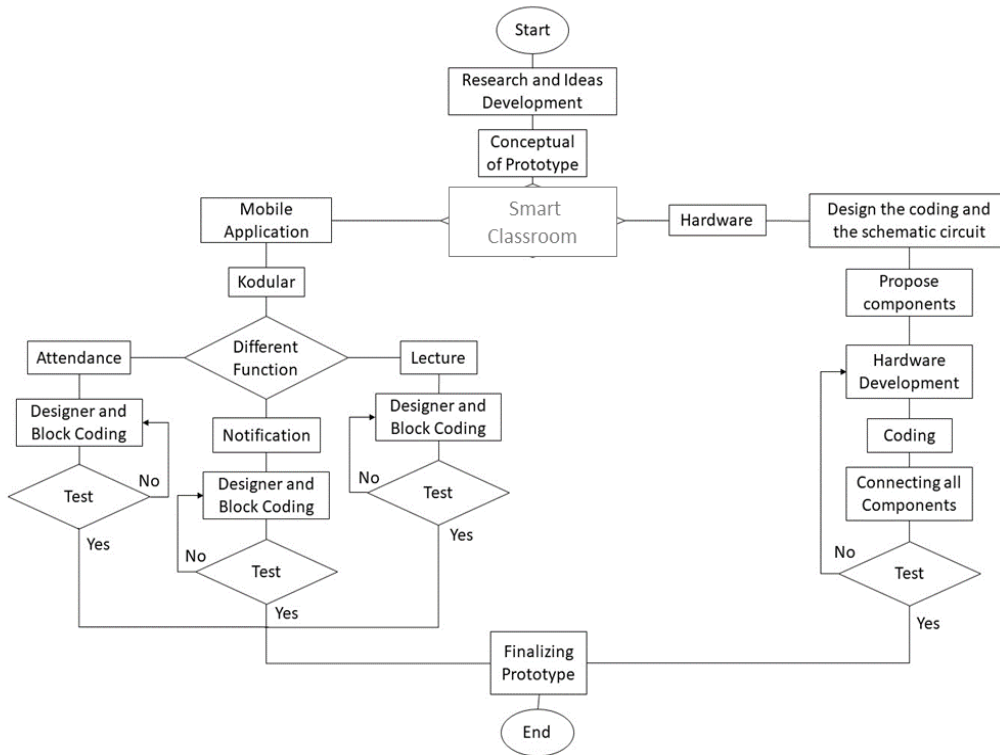 Start
Research and Ideas
Development
Conceptual
of Prototype
Smart
Classroom
Mobile
Application
Hardware
Design the coding and
the schematic circuit
Kodular
Propose
components
Different
Function
Attendance
Lecture
Hardware
Development
Designer and
Block Coding
Notification
Designer and
Block Coding
Coding
No
Test
Designer and
Block Coding
No
Test
Connecting all
Components
Yes
No
Test
Yes
No
Test
Yes
Yes
Finalizing
Prototype
End